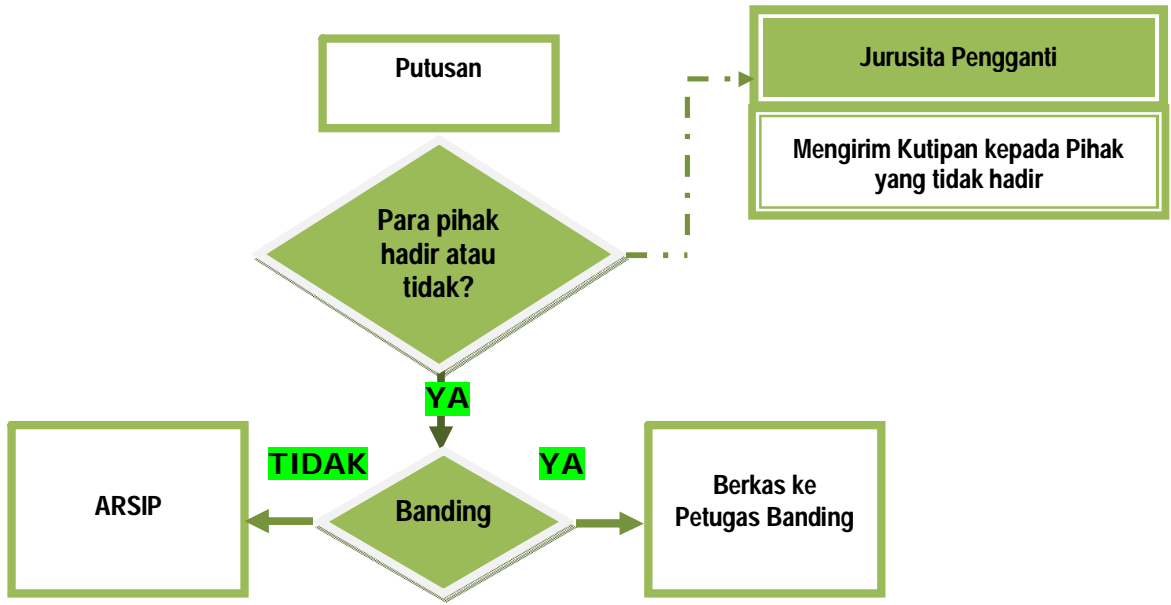 Putusan
Jurusita Pengganti
Mengirim Kutipan kepada Pihak
yang tidak hadir
Para pihak
hadir atau
tidak?
YA
TIDAK
YA
ARSIP
Banding
Berkas ke
Petugas Banding